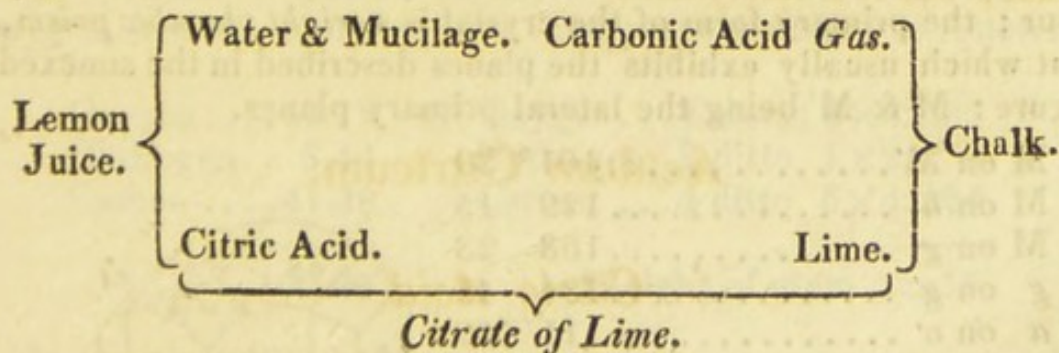 Water & Mucilage. Carbonic Acid Gas.
Lemon Juice. Chalk.
Citric Acid. Lime.
Citrate of Lime.